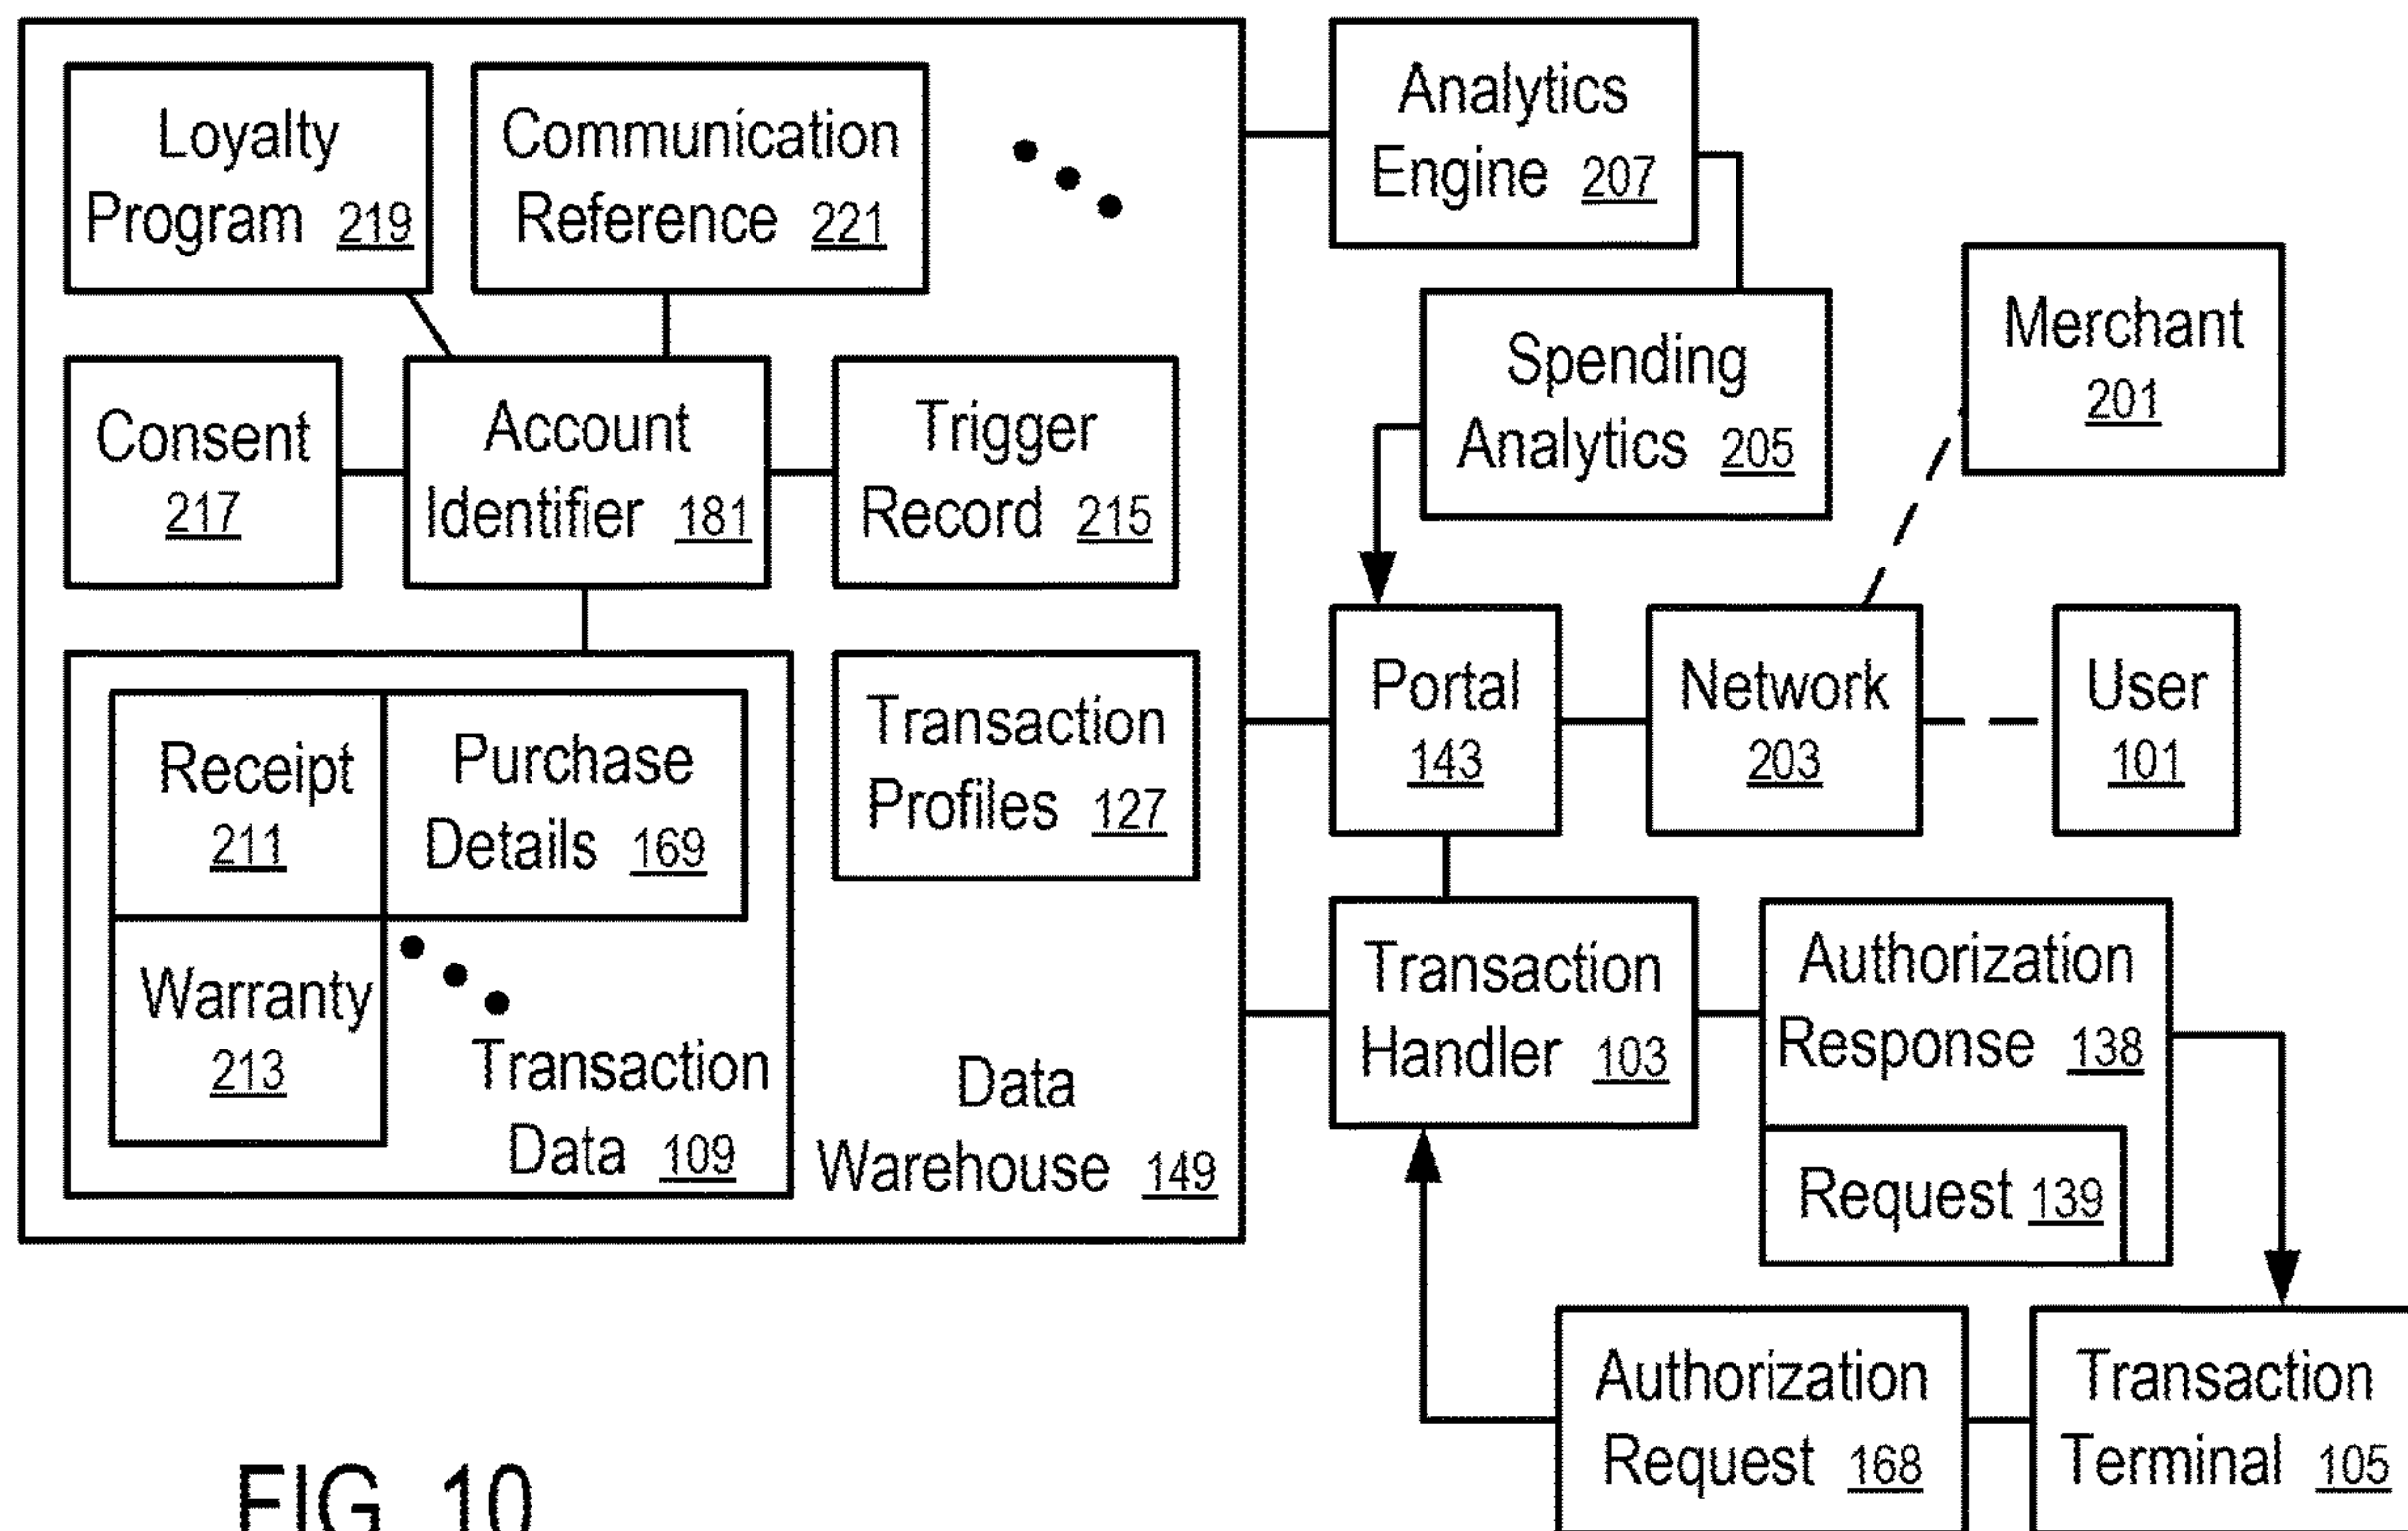 Loyalty
Program 219
Communication
Reference 221
Consent
217
Account
Identifier 181
Trigger
Record 215
Receipt
211
Purchase
Details 169
Warranty
213
Transaction
Data 109
Transaction
Profiles 127
Data
Warehouse 149
Analytics
Engine 207
Spending
Analytics 205
Merchant
201
Portal
143
Network
203
User
101
Transaction
Handler 103
Authorization
Response 138
Request 139
Authorization
Request 168
Transaction
Terminal 105
FIG. 10